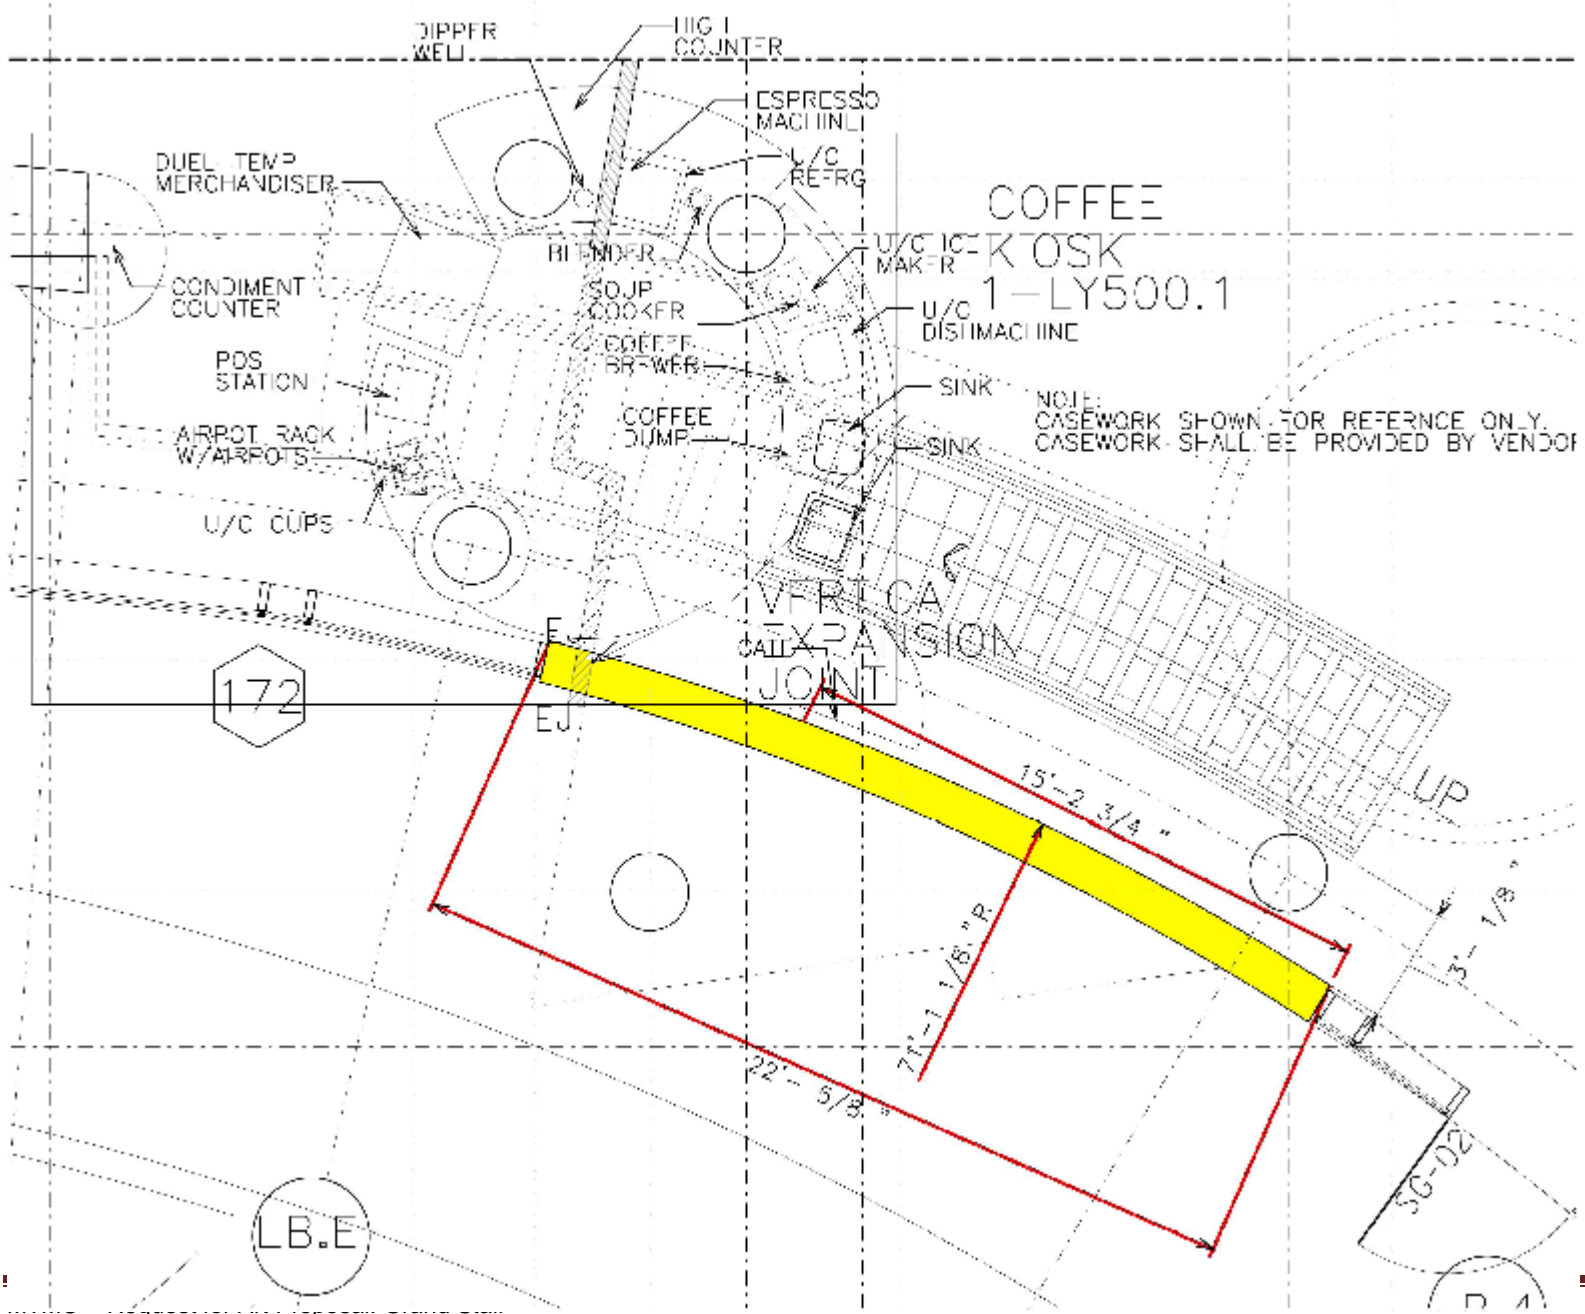 DIPPER
WELL
HIGH
COUNTER
ESPRESSO
MACHINE
DUEL TEMP
MERCHANDISER
U/C
REFRG
COFFEE
KIOSK
1-LY500.1
BLENDER
U/C ICE
MAKER
CONDIMENT
COUNTER
SOUP
COOKER
U/C
DISHMACHINE
COFFEE
BREWER
POS
STATION
SINK
NOTE:
CASEWORK SHOWN FOR REFERNCE ONLY.
CASEWORK SHALL BE PROVIDED BY VENDOR
COFFEE
DUMP
AIRPOT RACK
W/AIRPOTS
SINK
U/C CUPS
VERTICAL
EXPANSION
JOINT
EJ
EJ
172
15'-2 3/4 "
UP
3'- 1/8 "
71'-1 1/8 "R
22'- 5/8 "
SG-02
LB.E